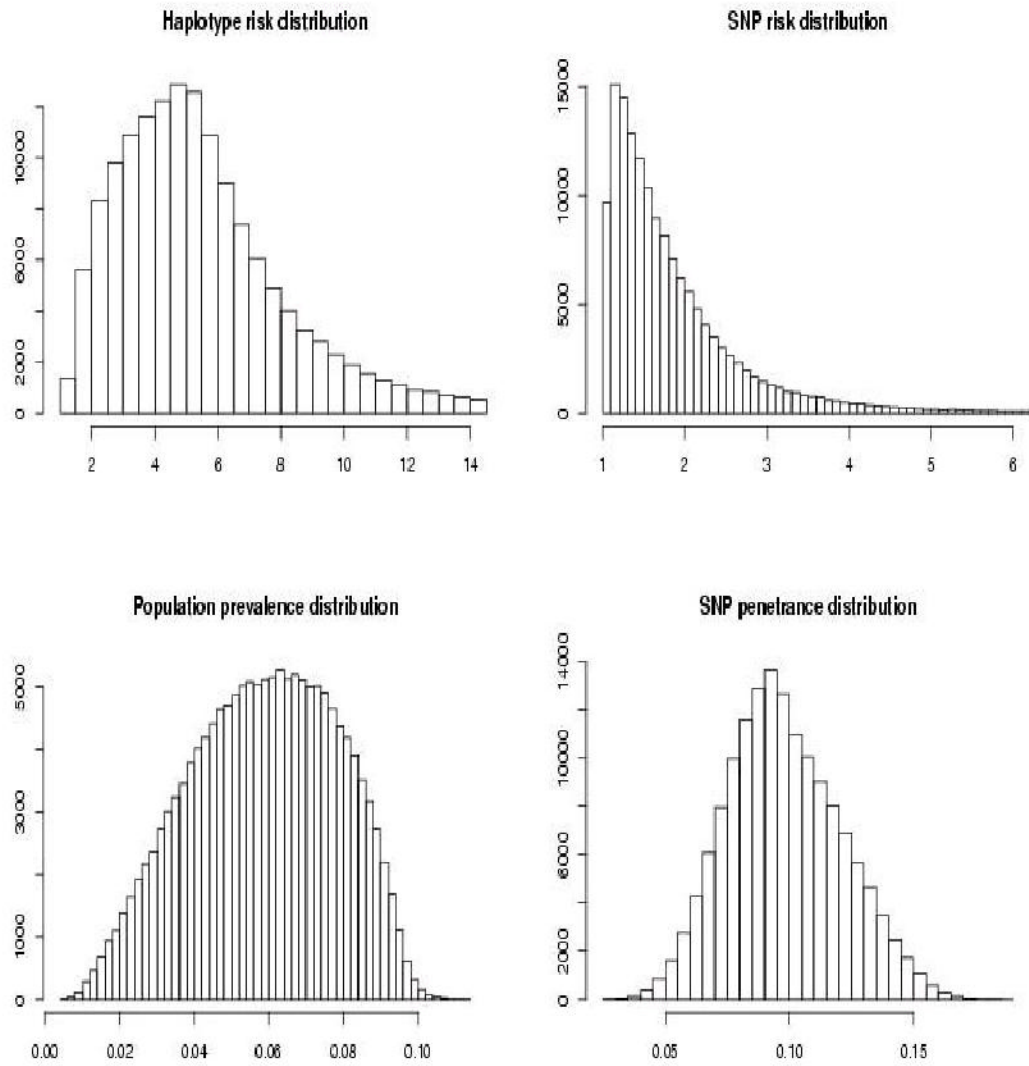 Haplotype risk distribution
10000
6000
2000
0
2 4 6 8 10 12 14
SNP risk distribution
15000
10000
5000
0
1 2 3 4 5 6
Population prevalence distribution
5000
3000
1000
0
0.00 0.02 0.04 0.06 0.08 0.10
SNP penetrance distribution
14000
10000
6000
2000
0
0.05 0.10 0.15